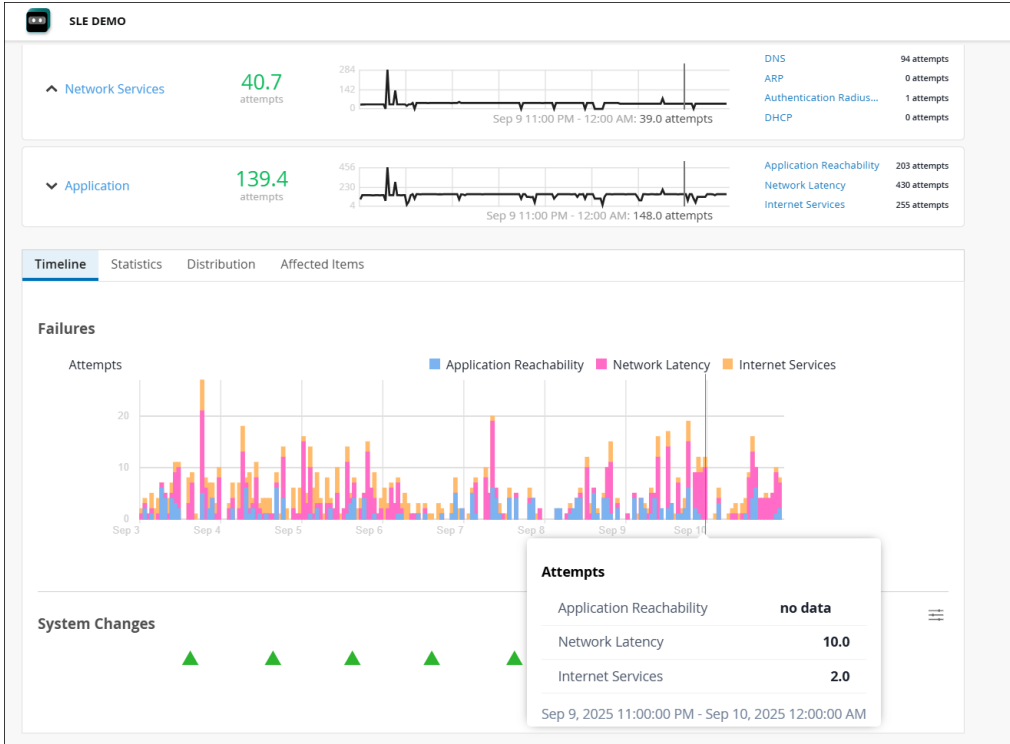 SLE DEMO
Network Services
40.7
attempts
284
142
0
Sep 9 11:00 PM - 12:00 AM: 39.0 attempts
DNS 94 attempts
ARP 0 attempts
Authentication Radius... 1 attempts
DHCP 0 attempts
Application
139.4
attempts
456
230
4
Sep 9 11:00 PM - 12:00 AM: 148.0 attempts
Application Reachability 203 attempts
Network Latency 430 attempts
Internet Services 255 attempts
Timeline Statistics Distribution Affected Items
Failures
Attempts Application Reachability Network Latency Internet Services
20
10
0
Sep 3 Sep 4 Sep 5 Sep 6 Sep 7 Sep 8 Sep 9 Sep 10
Attempts
Application Reachability no data
Network Latency 10.0
Internet Services 2.0
Sep 9, 2025 11:00:00 PM - Sep 10, 2025 12:00:00 AM
System Changes